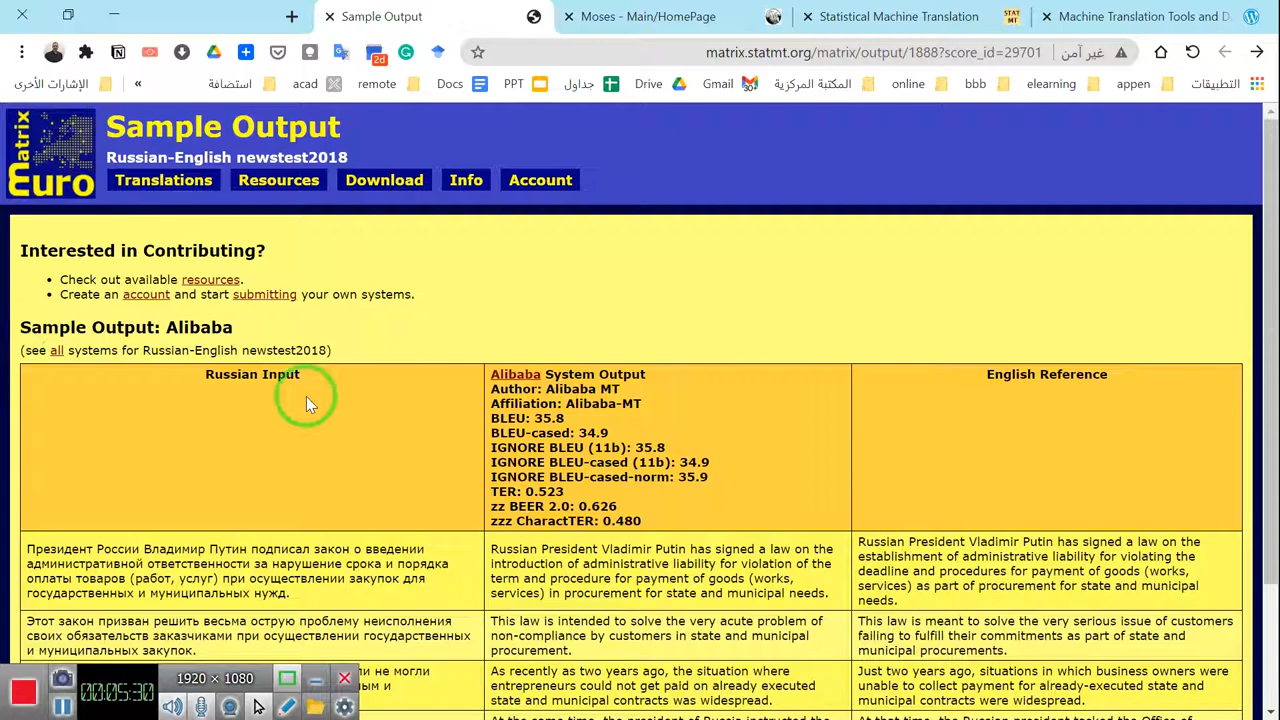 Sample Output
Moses - Main/HomePage
Statistical Machine Translation
STAT
MT
Machine Translation Tools and D
2d
matrix.statmt.org/matrix/output/1888?score_id=29701
غير آمن
الإشارات الأخرى
«
استضافة
acad
remote
Docs
PPT
جداول
Drive
Gmail
المكتبة المركزية
online
bbb
elearning
appen
التطبيقات
Matrix
Euro
Sample Output
Russian-English newstest2018
Translations
Resources
Download
Info
Account
Interested in Contributing?
• Check out available resources.
• Create an account and start submitting your own systems.
Sample Output: Alibaba
(see all systems for Russian-English newstest2018)
Russian Input
Alibaba System Output
Author: Alibaba MT
Affiliation: Alibaba-MT
BLEU: 35.8
BLEU-cased: 34.9
IGNORE BLEU (11b): 35.8
IGNORE BLEU-cased (11b): 34.9
IGNORE BLEU-cased-norm: 35.9
TER: 0.523
zz BEER 2.0: 0.626
zzz CharactTER: 0.480
English Reference
Президент России Владимир Путин подписал закон о введении
административной ответственности за нарушение срока и порядка
оплаты товаров (работ, услуг) при осуществлении закупок для
государственных и муниципальных нужд.
Russian President Vladimir Putin has signed a law on the
introduction of administrative liability for violation of the
term and procedure for payment of goods (works,
services) in procurement for state and municipal needs.
Russian President Vladimir Putin has signed a law on the
establishment of administrative liability for violating the
deadline and procedures for payment of goods (works,
services) as part of procurement for state and municipal
needs.
Этот закон призван решить весьма острую проблему неисполнения
своих обязательств заказчиками при осуществлении государственных
и муниципальных закупок.
This law is intended to solve the very acute problem of
non-compliance by customers in state and municipal
procurement.
This law is meant to solve the very serious issue of customers
failing to fulfill their commitments as part of state and
municipal procurements.
не могли
и
As recently as two years ago, the situation where
entrepreneurs could not get paid on already executed
state and municipal contracts was widespread.
Just two years ago, situations in which business owners were
unable to collect payment for already-executed state and
municipal contracts were widespread.
00:05:30
1920 × 1080